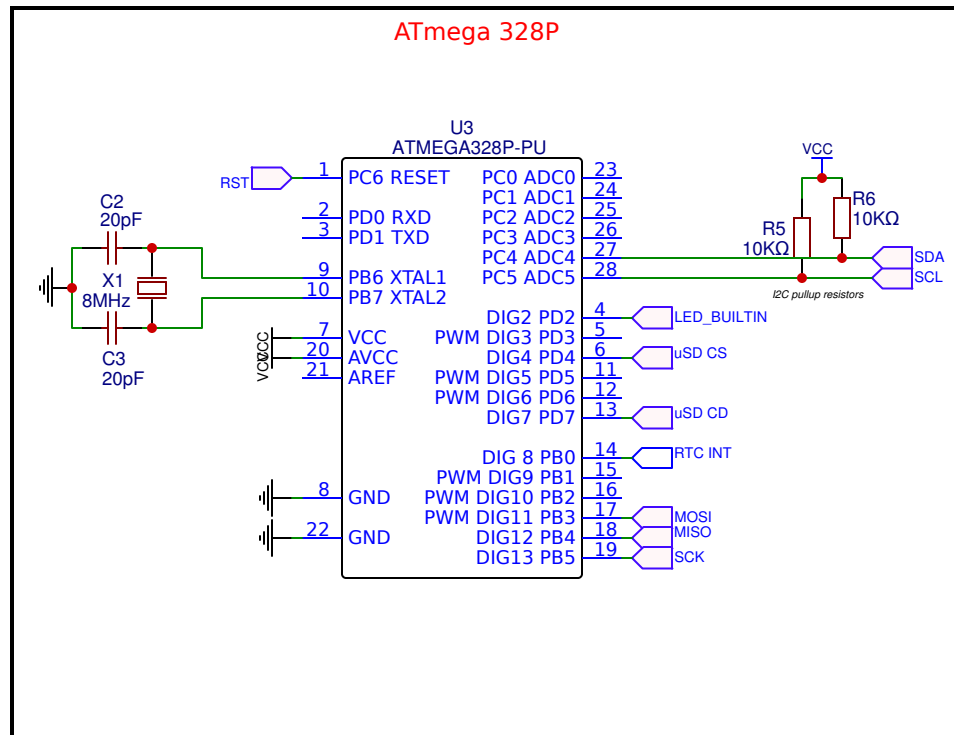 ATmega 328P
U3
ATMEGA328P-PU
RST
1 PC6 RESET
2 PD0 RXD
3 PD1 TXD
9 PB6 XTAL1
10 PB7 XTAL2
7 VCC
20 AVCC
21 AREF
8 GND
22 GND
C2
20pF
X1
8MHz
C3
20pF
VCC
VCC
PC0 ADC0 23
PC1 ADC1 24
PC2 ADC2 25
PC3 ADC3 26
PC4 ADC4 27
PC5 ADC5 28
DIG2 PD2 4 LED_BUILTIN
PWM DIG3 PD3 5
DIG4 PD4 6 uSD CS
PWM DIG5 PD5 11
PWM DIG6 PD6 12
DIG7 PD7 13 uSD CD
DIG 8 PB0 14 RTC INT
PWM DIG9 PB1 15
PWM DIG10 PB2 16
PWM DIG11 PB3 17 MOSI
DIG12 PB4 18 MISO
DIG13 PB5 19 SCK
VCC
R6
10KΩ
R5
10KΩ
SDA
SCL
I2C pullup resistors